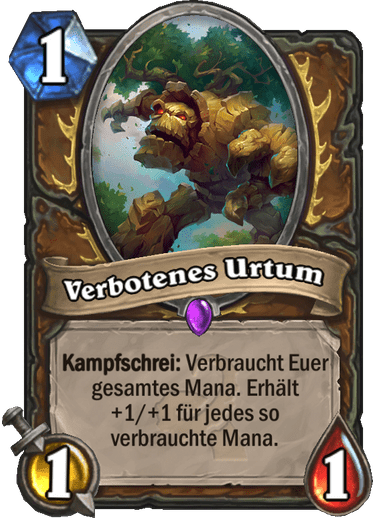 1
Verbotenes Urtum
Kampfschrei: Verbraucht Euer
gesamtes Mana. Erhält
+1/+1 für jedes so
verbrauchte Mana.
1
1